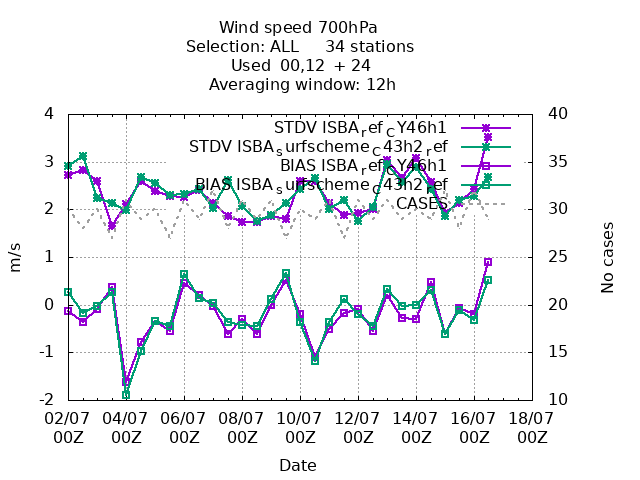 Wind speed 700hPa
Selection: ALL 34 stations
Used 00,12 + 24
Averaging window: 12h
STDV ISBA_ref_CY46h1
STDV ISBA_surfscheme_C43h2_ref
BIAS ISBA_ref_CY46h1
BIAS ISBA_surfscheme_C43h2_ref
CASES
4
3
2
1
0
-1
-2
m/s
40
35
30
25
20
15
10
No cases
02/07 04/07 06/07 08/07 10/07 12/07 14/07 16/07 18/07
00Z 00Z 00Z 00Z 00Z 00Z 00Z 00Z 00Z
Date